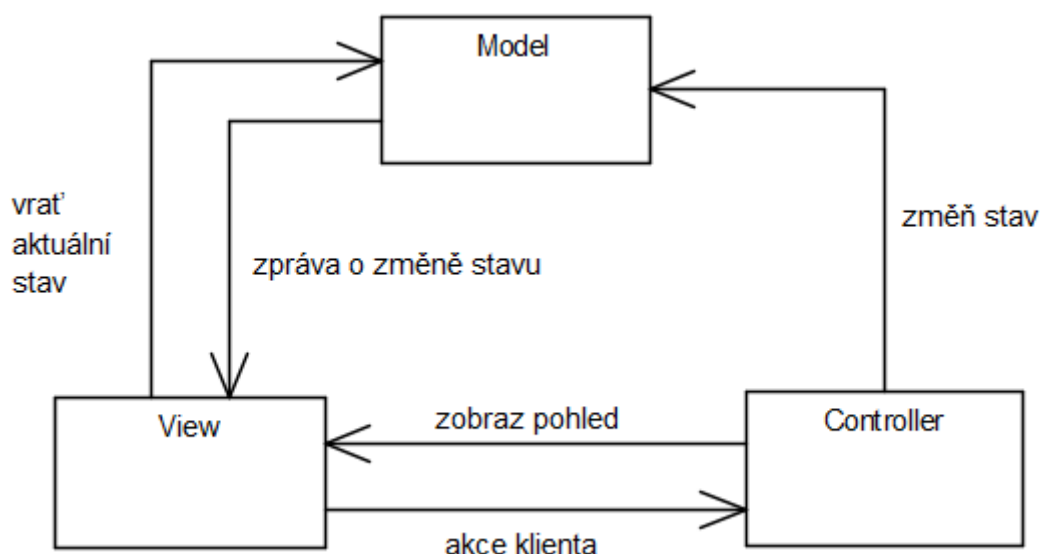 Model
vrať
aktuální
stav
zpráva o změně stavu
změň stav
View
zobraz pohled
Controller
akce klienta